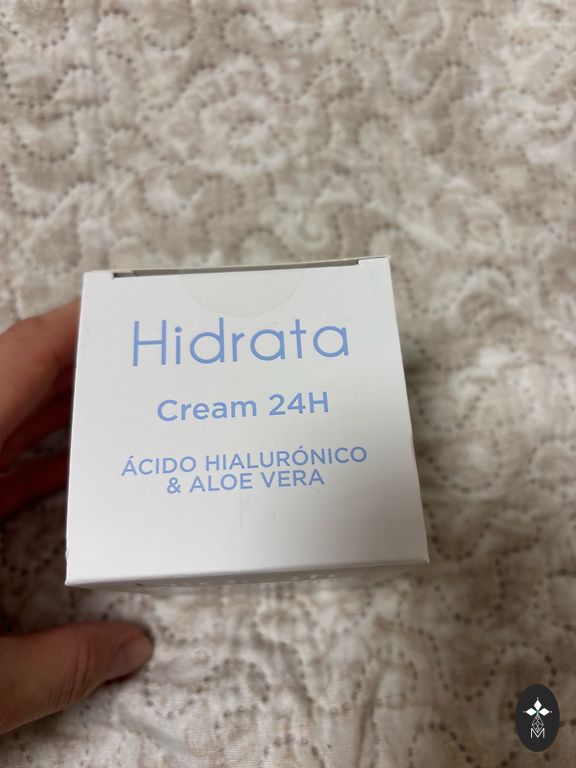 Hidrata
Cream 24H
ÁCIDO HIALURÓNICO
& ALOE VERA